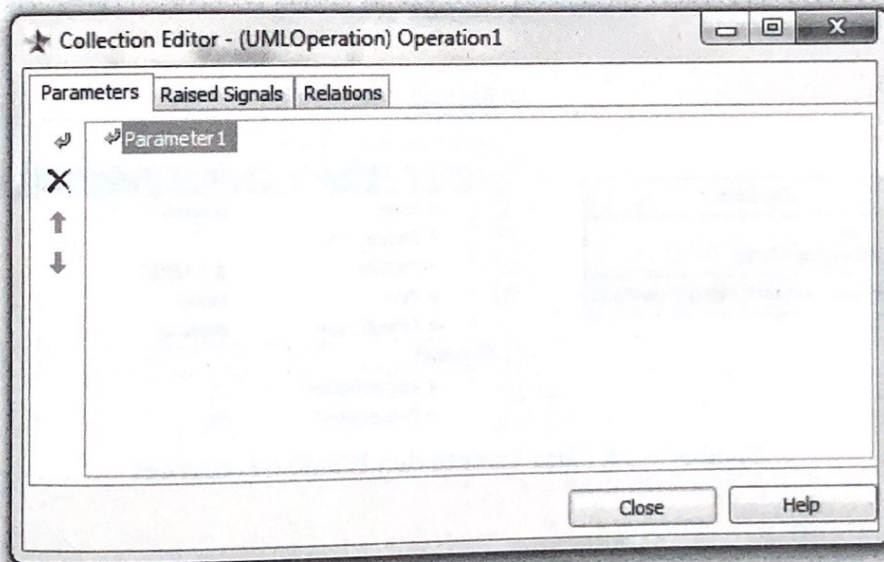 Collection Editor - (UMLOperation) Operation1
Parameters Raised Signals Relations
Parameter1
Close Help